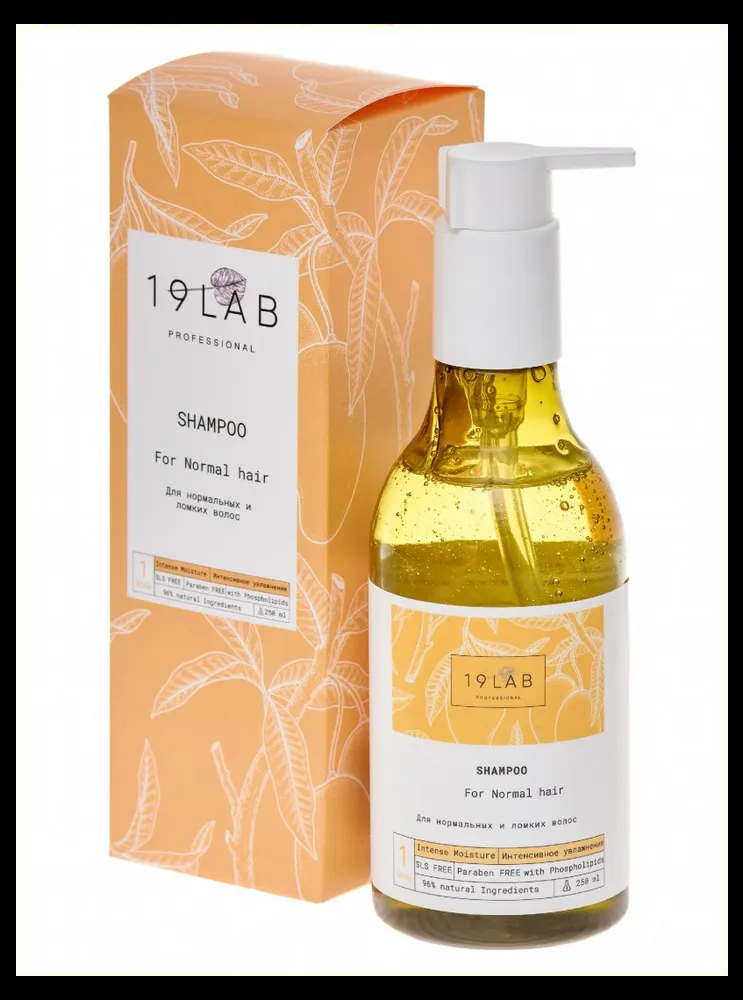 19LAB
PROFESSIONAL
SHAMPOO
For Normal hair
Для нормальных и
ломких волос
1
Intense Moisture Интенсивное увлажнение
SLS FREE Paraben FREE with Phospholipids
96% natural Ingredients 250 ml
19LAB
PROFESSIONAL
SHAMPOO
For Normal hair
Для нормальных и ломких волос
1
Intense Moisture Интенсивное увлажнение
SLS FREE Paraben FREE with Phospholipids
96% natural Ingredients 250 ml